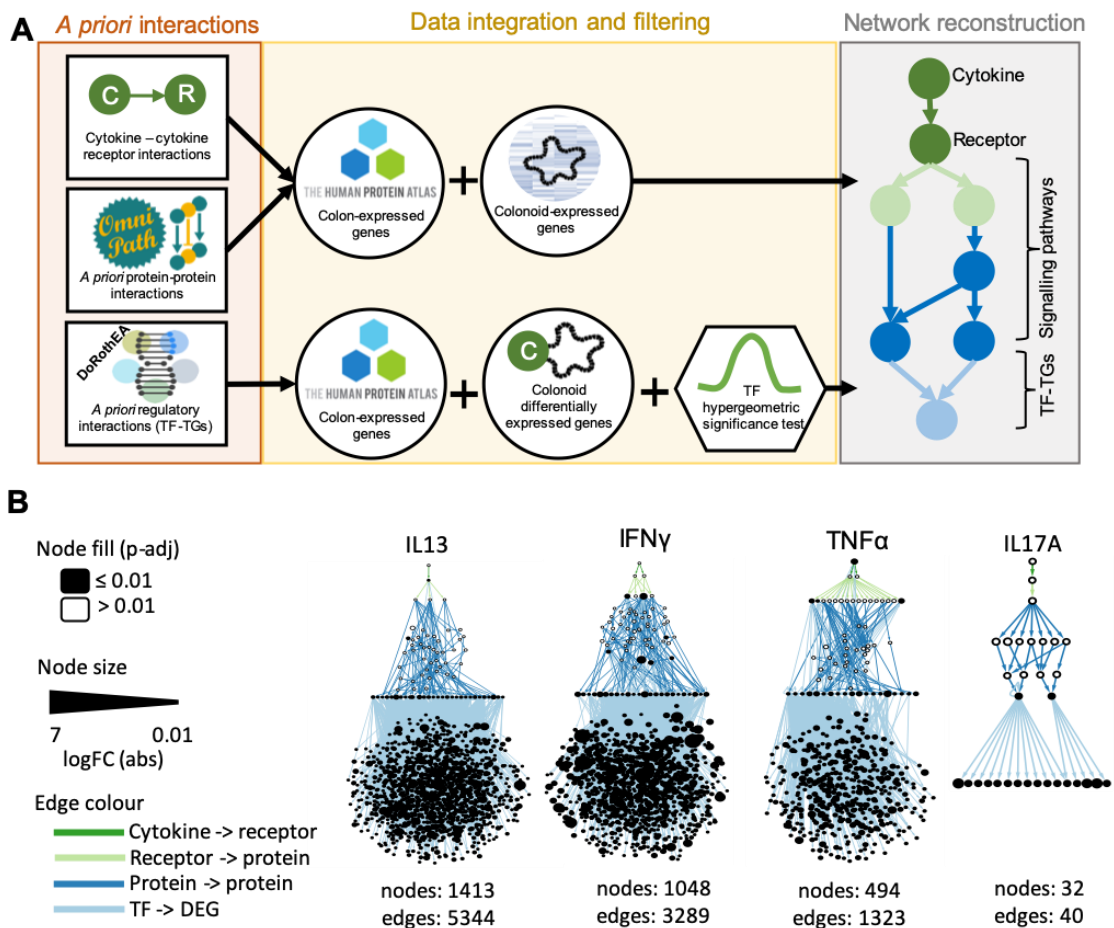 A
A priori interactions
Data integration and filtering
Network reconstruction
C
R
Cytokine – cytokine
receptor interactions
Omni
Path
A priori protein-protein
interactions
DoRothEA
A priori regulatory
interactions (TF-TGs)
THE HUMAN PROTEIN ATLAS
Colon-expressed
genes
+
Colonoid-expressed
genes
THE HUMAN PROTEIN ATLAS
Colon-expressed
genes
+
C
Colonoid
differentially
expressed genes
+
TF
hypergeometric
significance test
Cytokine
Receptor
Signalling pathways
TF-TGs
B
Node fill (p-adj)
≤ 0.01
> 0.01
Node size
7 0.01
logFC (abs)
Edge colour
Cytokine -> receptor
Receptor -> protein
Protein -> protein
TF -> DEG
IL13
nodes: 1413
edges: 5344
IFNγ
nodes: 1048
edges: 3289
TNFα
nodes: 494
edges: 1323
IL17A
nodes: 32
edges: 40